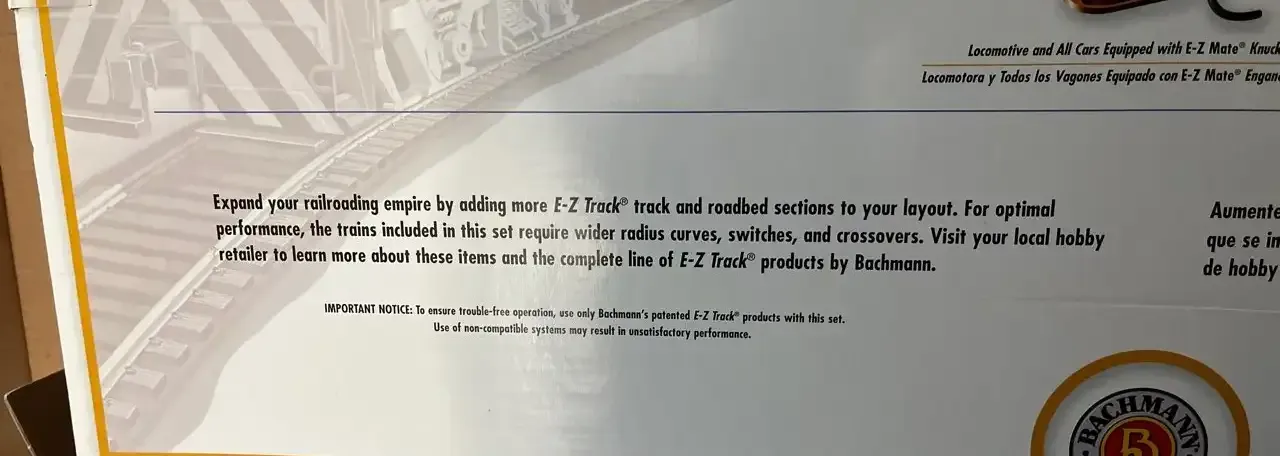 Locomotive and All Cars Equipped with E-Z Mate®
Locomotora y Todos los Vagones Equipado con E-Z Mate®
Expand your railroading empire by adding more E-Z Track® track and roadbed sections to your layout. For optimal
performance, the trains included in this set require wider radius curves, switches, and crossovers. Visit your local hobby
retailer to learn more about these items and the complete line of E-Z Track® products by Bachmann.
que se
de hobby
IMPORTANT NOTICE: To ensure trouble-free operation, use only Bachmann's patented E-Z Track® products with this set.
Use of non-compatible systems may result in unsatisfactory performance.
BACHMANN
B